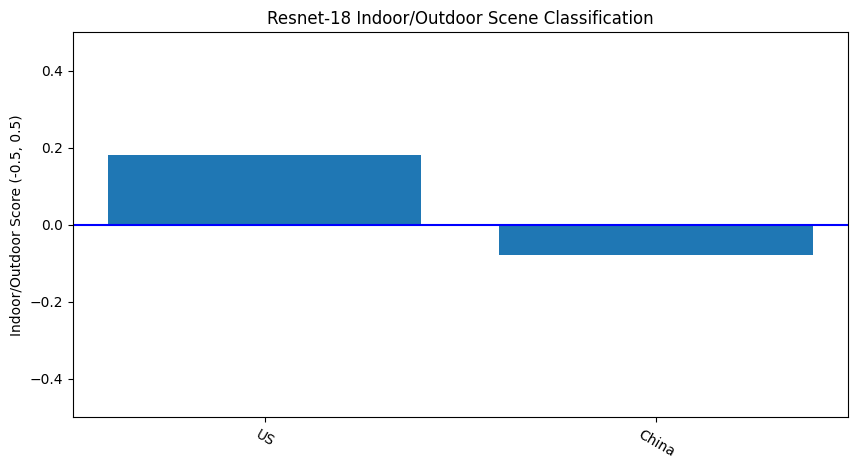 Resnet-18 Indoor/Outdoor Scene Classification
Indoor/Outdoor Score (-0.5, 0.5)
0.4
0.2
0.0
−0.2
−0.4
US
China